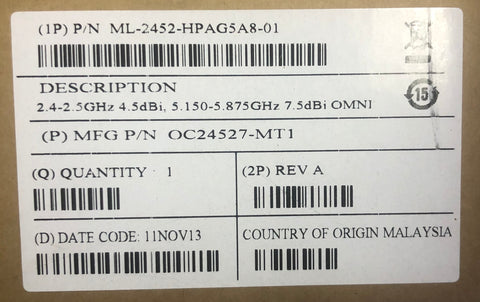 (1P) P/N ML-2452-HPAG5A8-01
DESCRIPTION
2.4-2.5GHz 4.5dBi, 5.150-5.875GHz 7.5dBi OMNI
15
(P) MFG P/N OC24527-MT1
(Q) QUANTITY 1
(2P) REV A
(D) DATE CODE: 11NOV13
COUNTRY OF ORIGIN MALAYSIA